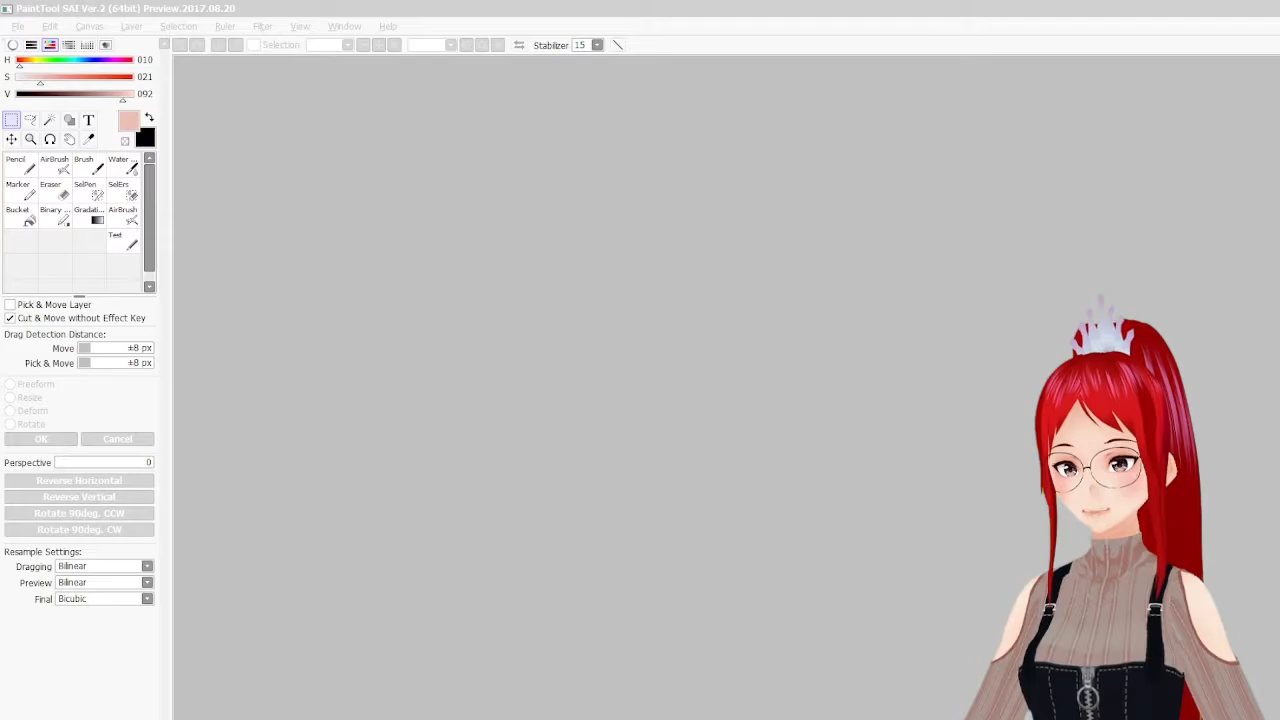 PaintTool SAI Ver.2 (64bit) Preview.2017.08.20
File Edit Canvas Layer Selection Ruler Filter View Window Help
Selection Stabilizer 15
H 010
S 021
V 092
T
Pencil AirBrush Brush Water ...
Marker Eraser SelPen SelErs
Bucket Binary ... Gradati... AirBrush
Test
Pick & Move Layer
Cut & Move without Effect Key
Drag Detection Distance:
Move ±8 px
Pick & Move ±8 px
Freeform
Resize
Deform
Rotate
OK Cancel
Perspective 0
Reverse Horizontal
Reverse Vertical
Rotate 90deg. CCW
Rotate 90deg. CW
Resample Settings:
Dragging Bilinear
Preview Bilinear
Final Bicubic